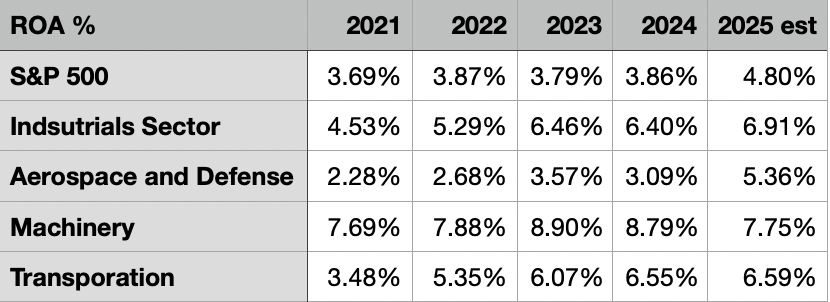 ROA % 2021 2022 2023 2024 2025 est
S&P 500 3.69% 3.87% 3.79% 3.86% 4.80%
Indsutrials Sector 4.53% 5.29% 6.46% 6.40% 6.91%
Aerospace and Defense 2.28% 2.68% 3.57% 3.09% 5.36%
Machinery 7.69% 7.88% 8.90% 8.79% 7.75%
Transporation 3.48% 5.35% 6.07% 6.55% 6.59%